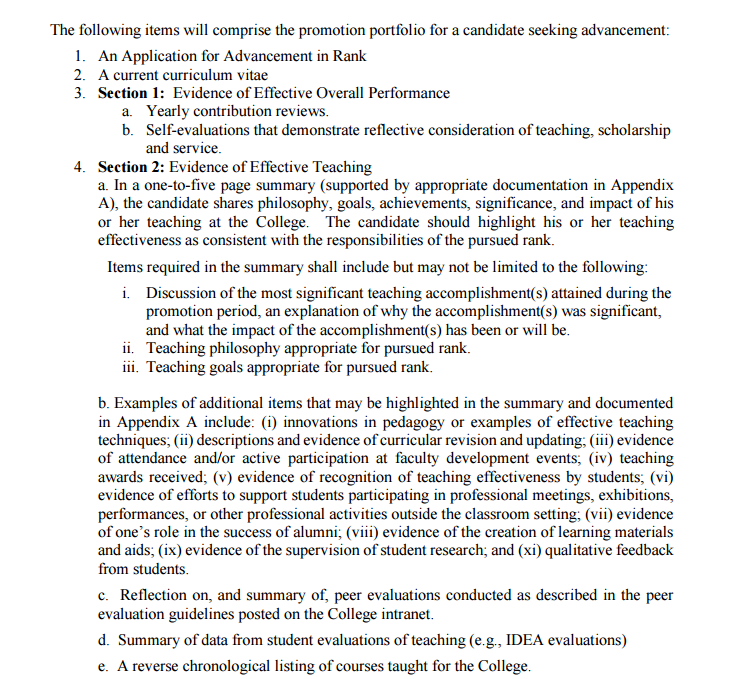 The following items will comprise the promotion portfolio for a candidate seeking advancement:
1. An Application for Advancement in Rank
2. A current curriculum vitae
3. Section 1: Evidence of Effective Overall Performance
a. Yearly contribution reviews.
b. Self-evaluations that demonstrate reflective consideration of teaching, scholarship
and service.
4. Section 2: Evidence of Effective Teaching
a. In a one-to-five page summary (supported by appropriate documentation in Appendix
A), the candidate shares philosophy, goals, achievements, significance, and impact of his
or her teaching at the College. The candidate should highlight his or her teaching
effectiveness as consistent with the responsibilities of the pursued rank.
Items required in the summary shall include but may not be limited to the following:
i. Discussion of the most significant teaching accomplishment(s) attained during the
promotion period, an explanation of why the accomplishment(s) was significant,
and what the impact of the accomplishment(s) has been or will be.
ii. Teaching philosophy appropriate for pursued rank.
iii. Teaching goals appropriate for pursued rank.
b. Examples of additional items that may be highlighted in the summary and documented
in Appendix A include: (i) innovations in pedagogy or examples of effective teaching
techniques; (ii) descriptions and evidence of curricular revision and updating; (iii) evidence
of attendance and/or active participation at faculty development events; (iv) teaching
awards received; (v) evidence of recognition of teaching effectiveness by students; (vi)
evidence of efforts to support students participating in professional meetings, exhibitions,
performances, or other professional activities outside the classroom setting; (vii) evidence
of one's role in the success of alumni; (viii) evidence of the creation of learning materials
and aids; (ix) evidence of the supervision of student research; and (xi) qualitative feedback
from students.
c. Reflection on, and summary of, peer evaluations conducted as described in the peer
evaluation guidelines posted on the College intranet.
d. Summary of data from student evaluations of teaching (e.g., IDEA evaluations)
e. A reverse chronological listing of courses taught for the College.